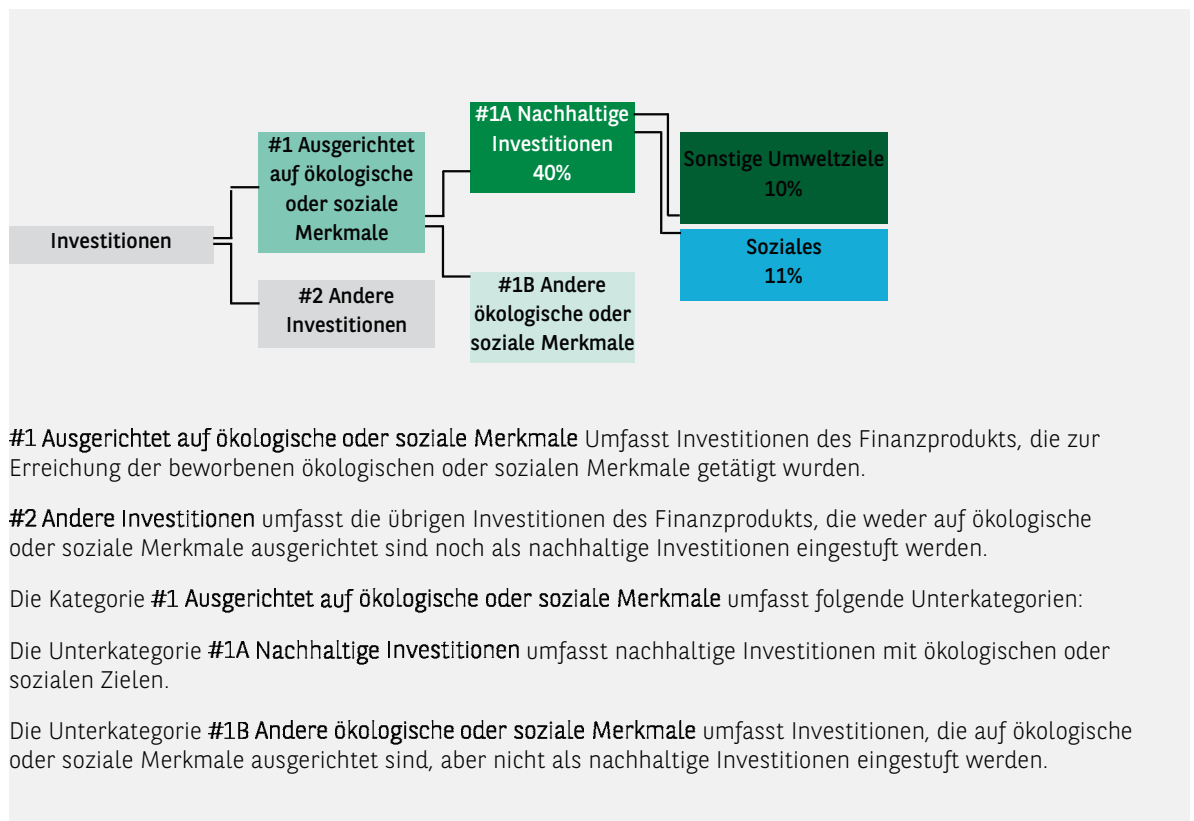 #1A Nachhaltige
Investitionen
40%
#1 Ausgerichtet
auf ökologische
oder soziale
Merkmale
Sonstige Umweltziele
10%
Investitionen
Soziales
11%
#2 Andere
Investitionen
#1B Andere
ökologische oder
soziale Merkmale
#1 Ausgerichtet auf ökologische oder soziale Merkmale Umfasst Investitionen des Finanzprodukts, die zur
Erreichung der beworbenen ökologischen oder sozialen Merkmale getätigt wurden.
#2 Andere Investitionen umfasst die übrigen Investitionen des Finanzprodukts, die weder auf ökologische
oder soziale Merkmale ausgerichtet sind noch als nachhaltige Investitionen eingestuft werden.
Die Kategorie #1 Ausgerichtet auf ökologische oder soziale Merkmale umfasst folgende Unterkategorien:
Die Unterkategorie #1A Nachhaltige Investitionen umfasst nachhaltige Investitionen mit ökologischen oder
sozialen Zielen.
Die Unterkategorie #1B Andere ökologische oder soziale Merkmale umfasst Investitionen, die auf ökologische
oder soziale Merkmale ausgerichtet sind, aber nicht als nachhaltige Investitionen eingestuft werden.